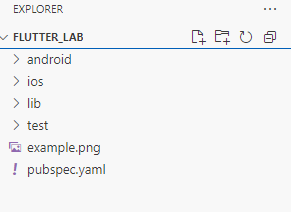 EXPLORER
FLUTTER_LAB
android
ios
lib
test
example.png
pubspec.yaml